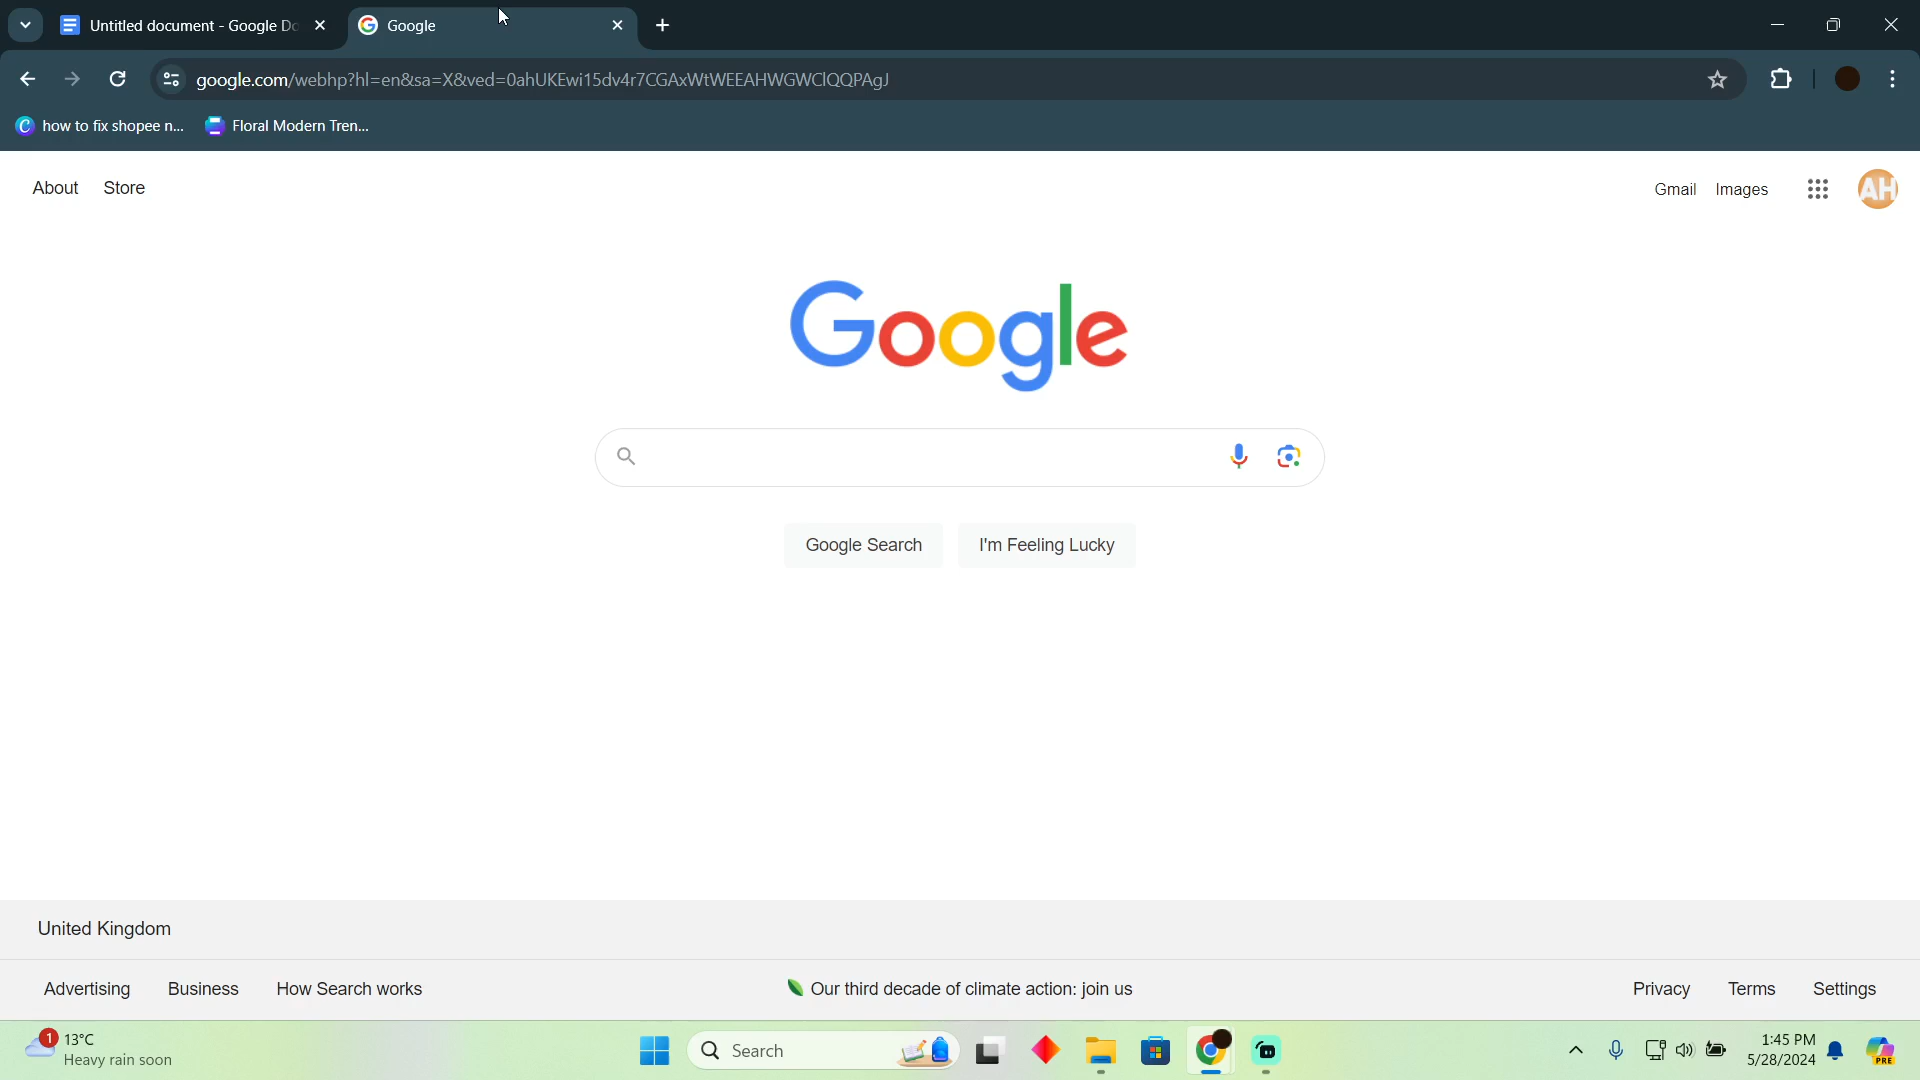 Untitled document - Google Do
Google
google.com/webhp?hl=en&sa=X&ved=0ahUKEwi15dv4r7CGAxWtWEEAHWGWClQQPAgJ
how to fix shopee n...
Floral Modern Tren...
About
Store
Gmail
Images
AH
Google
Google Search
I'm Feeling Lucky
United Kingdom
Advertising
Business
How Search works
Our third decade of climate action: join us
Privacy
Terms
Settings
1
13°C
Heavy rain soon
Search
1:45 PM
5/28/2024
PRE